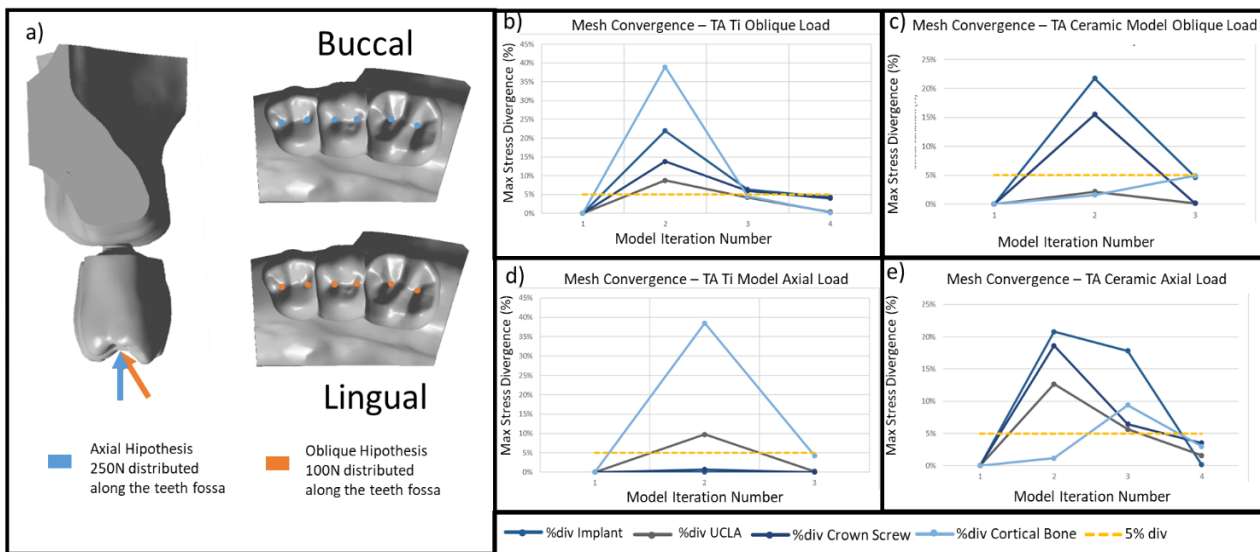 a)
Buccal
Lingual
Axial Hipothesis
250N distributed
along the teeth fossa
Oblique Hipothesis
100N distributed
along the teeth fossa
b)
Mesh Convergence – TA Ti Oblique Load
Max Stress Divergence (%)
45%
40%
35%
30%
25%
20%
15%
10%
5%
0%
1 2 3 4
Model Iteration Number
c)
Mesh Convergence – TA Ceramic Model Oblique Load
Max Stress Divergence (%)
25%
20%
15%
10%
5%
0%
1 2 3
Model Iteration Number
d)
Mesh Convergence – TA Ti Model Axial Load
Max Stress Divergence (%)
45%
40%
35%
30%
25%
20%
15%
10%
5%
0%
1 2 3
Model Iteration Number
e)
Mesh Convergence – TA Ceramic Axial Load
Max Stress Divergence (%)
25%
20%
15%
10%
5%
0%
1 2 3 4
Model Iteration Number
%div Implant %div UCLA %div Crown Screw %div Cortical Bone 5% div